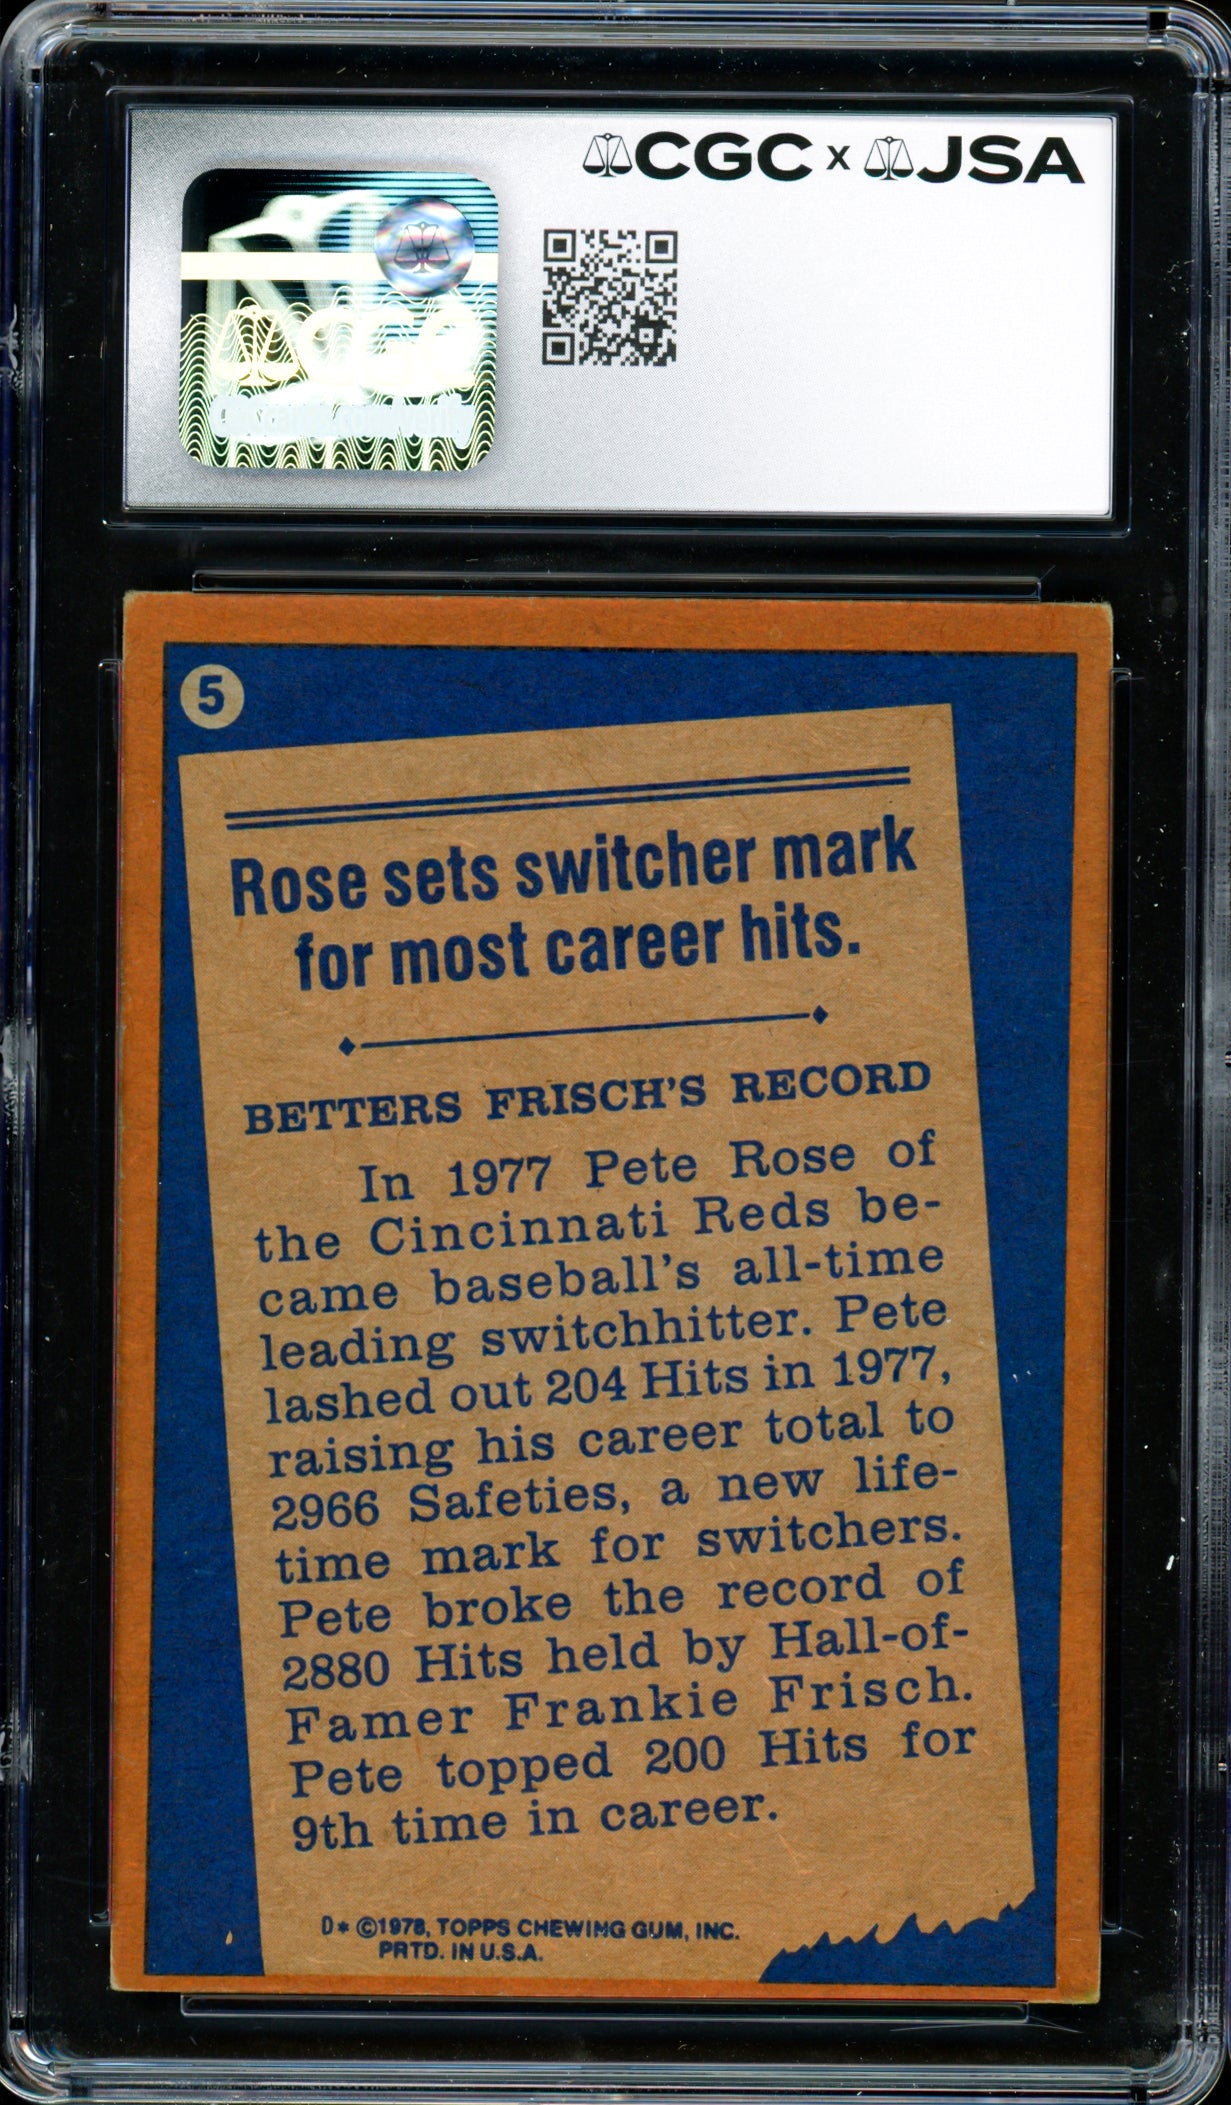 CGC x JSA
CGC
5
Rose sets switcher mark
for most career hits.
BETTERS FRISCH'S RECORD
In 1977 Pete Rose of
the Cincinnati Reds be-
came baseball's all-time
leading switchhitter. Pete
lashed out 204 Hits in 1977,
raising his career total to
2966 Safeties, a new life-
time mark for switchers.
Pete broke the record of
2880 Hits held by Hall-of-
Famer Frankie Frisch.
Pete topped 200 Hits for
9th time in career.
D* ©1978, TOPPS CHEWING GUM, INC.
PRTD. IN U.S.A.